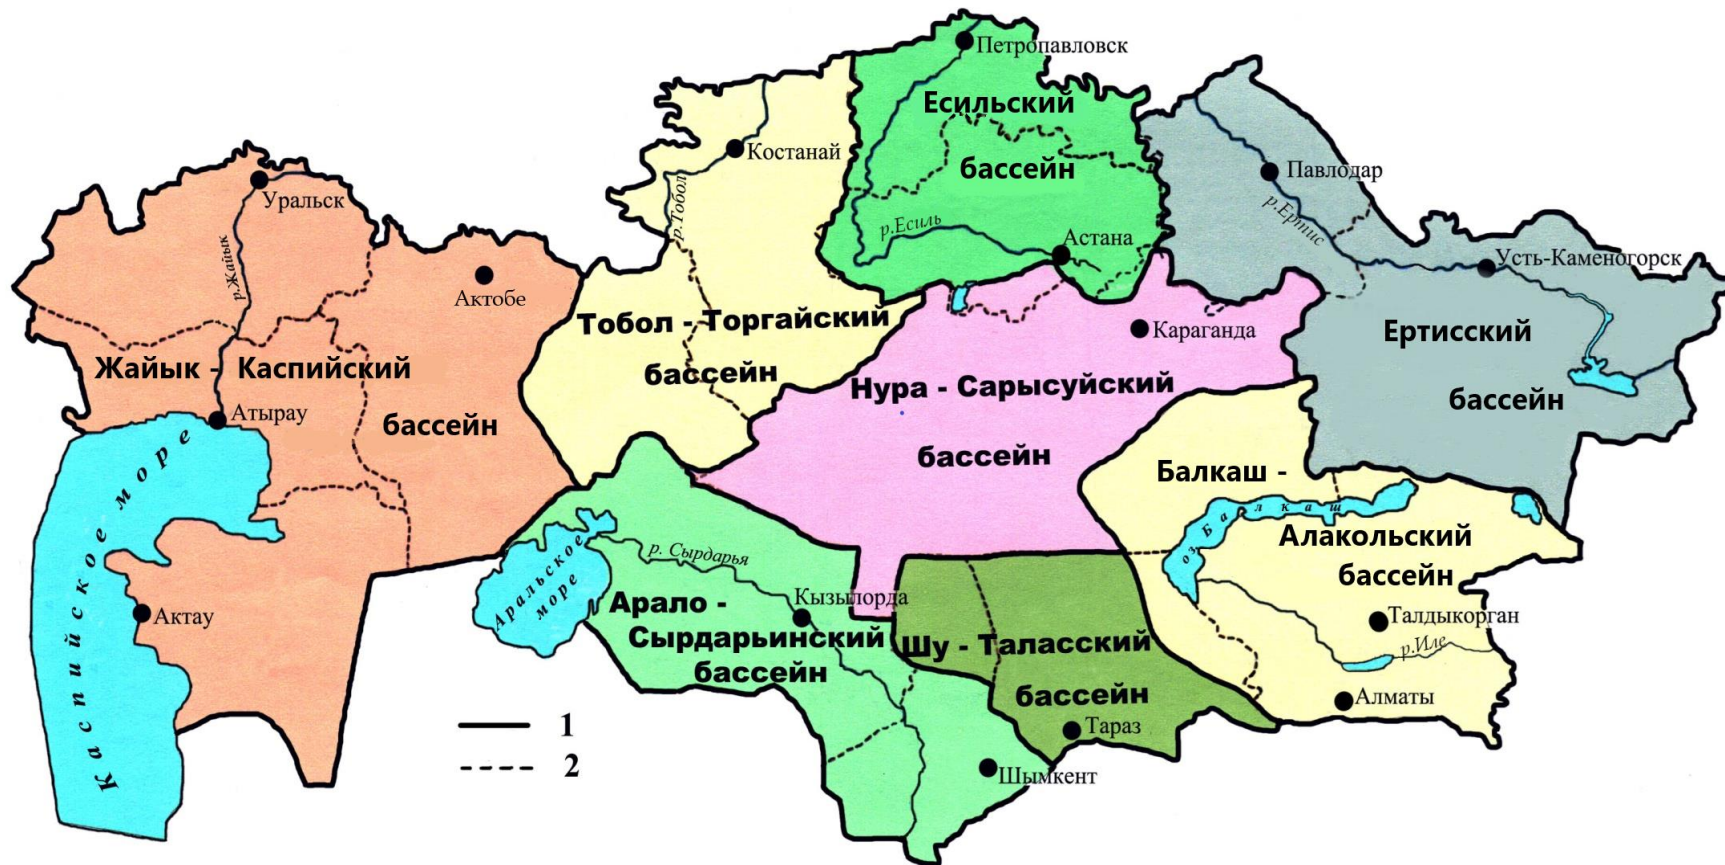 Петропавловск
Есильский
бассейн
Костанай
р.Тобол
Павлодар
р.Ертис
Уральск
р.Жайык
р.Есиль
Астана
Усть-Каменогорск
Актобе
Тобол - Торгайский
бассейн
Караганда
Ертисский
бассейн
Жайык - Каспийский
бассейн
Нура - Сарысуйский
бассейн
Атырау
Каспийское море
Балкаш -
Алакольский
бассейн
оз. Балкаш
р. Сырдарья
Аральское
море
Арало -
Сырдарьинский
бассейн
Кызылорда
Актау
Шу - Таласский
бассейн
Талдыкорган
р.Иле
Алматы
Тараз
Шымкент
1
2